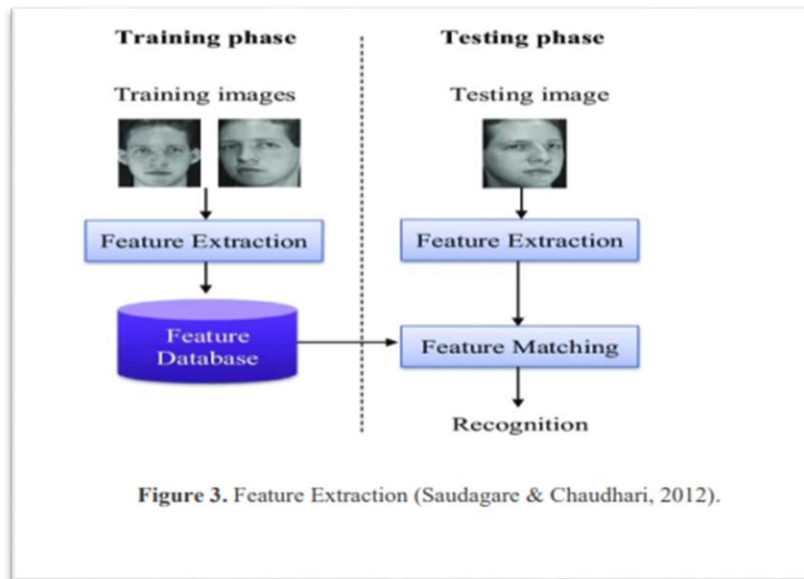 Training phase
Testing phase
Training images
Testing image
Feature Extraction
Feature Extraction
Feature
Database
Feature Matching
Recognition
Figure 3. Feature Extraction (Saudagare & Chaudhari, 2012).